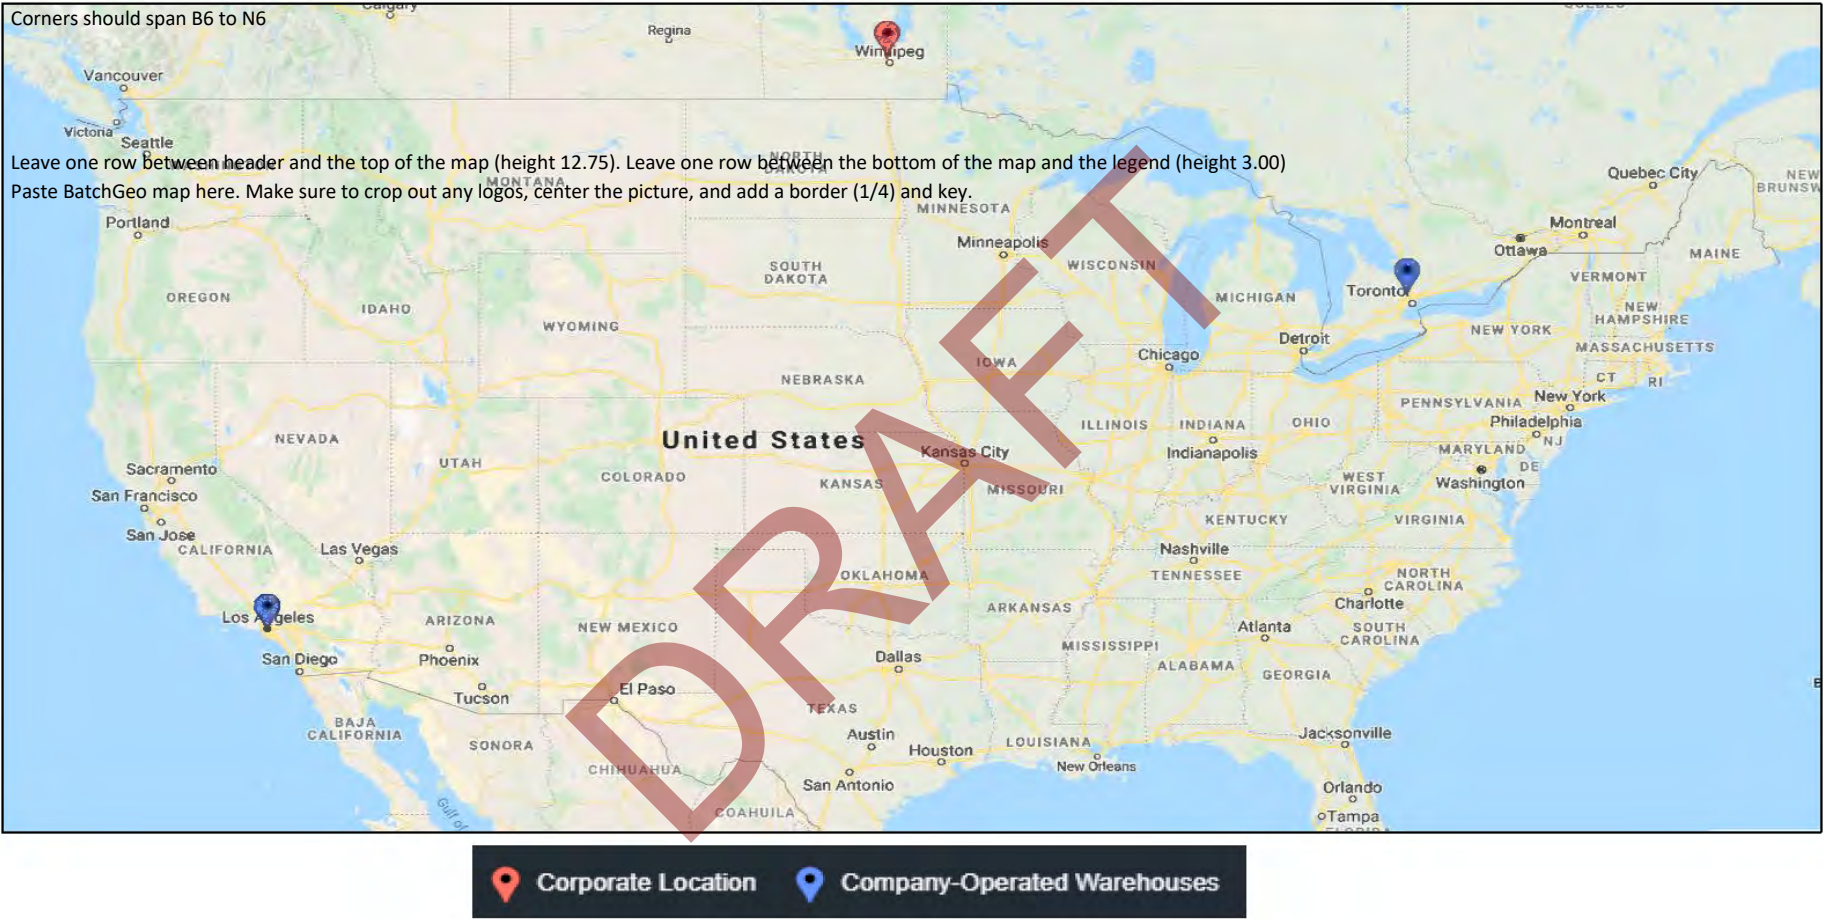 Corners should span B6 to N6
Calgary
Regina
Winnipeg
QUEBEC
Vancouver
Victoria
Seattle
WASHINGTON
Leave one row between header and the top of the map (height 12.75). Leave one row between the bottom of the map and the legend (height 3.00)
NORTH
DAKOTA
Paste BatchGeo map here. Make sure to crop out any logos, center the picture, and add a border (1/4) and key.
MONTANA
Quebec City
NEW
BRUNSW
MINNESOTA
Portland
Montreal
Minneapolis
Ottawa
MAINE
WISCONSIN
SOUTH
DAKOTA
VERMONT
Toronto
OREGON
IDAHO
MICHIGAN
NEW
HAMPSHIRE
WYOMING
NEW YORK
Detroit
MASSACHUSETTS
Chicago
IOWA
NEBRASKA
CT
RI
New York
PENNSYLVANIA
Philadelphia
ILLINOIS
INDIANA
OHIO
NEVADA
United States
NJ
Kansas City
Indianapolis
MARYLAND
UTAH
DE
Sacramento
COLORADO
KANSAS
MISSOURI
WEST
VIRGINIA
Washington
San Francisco
KENTUCKY
VIRGINIA
San Jose
CALIFORNIA
Las Vegas
Nashville
OKLAHOMA
TENNESSEE
NORTH
CAROLINA
ARKANSAS
Charlotte
Los Angeles
ARIZONA
NEW MEXICO
Atlanta
SOUTH
CAROLINA
MISSISSIPPI
San Diego
Phoenix
Dallas
ALABAMA
GEORGIA
Tucson
El Paso
TEXAS
BAJA
CALIFORNIA
SONORA
Austin
Houston
LOUISIANA
Jacksonville
CHIHUAHUA
New Orleans
San Antonio
Orlando
Gulf of
COAHUILA
Tampa
FLORIDA
DRAFT
Corporate Location
Company-Operated Warehouses